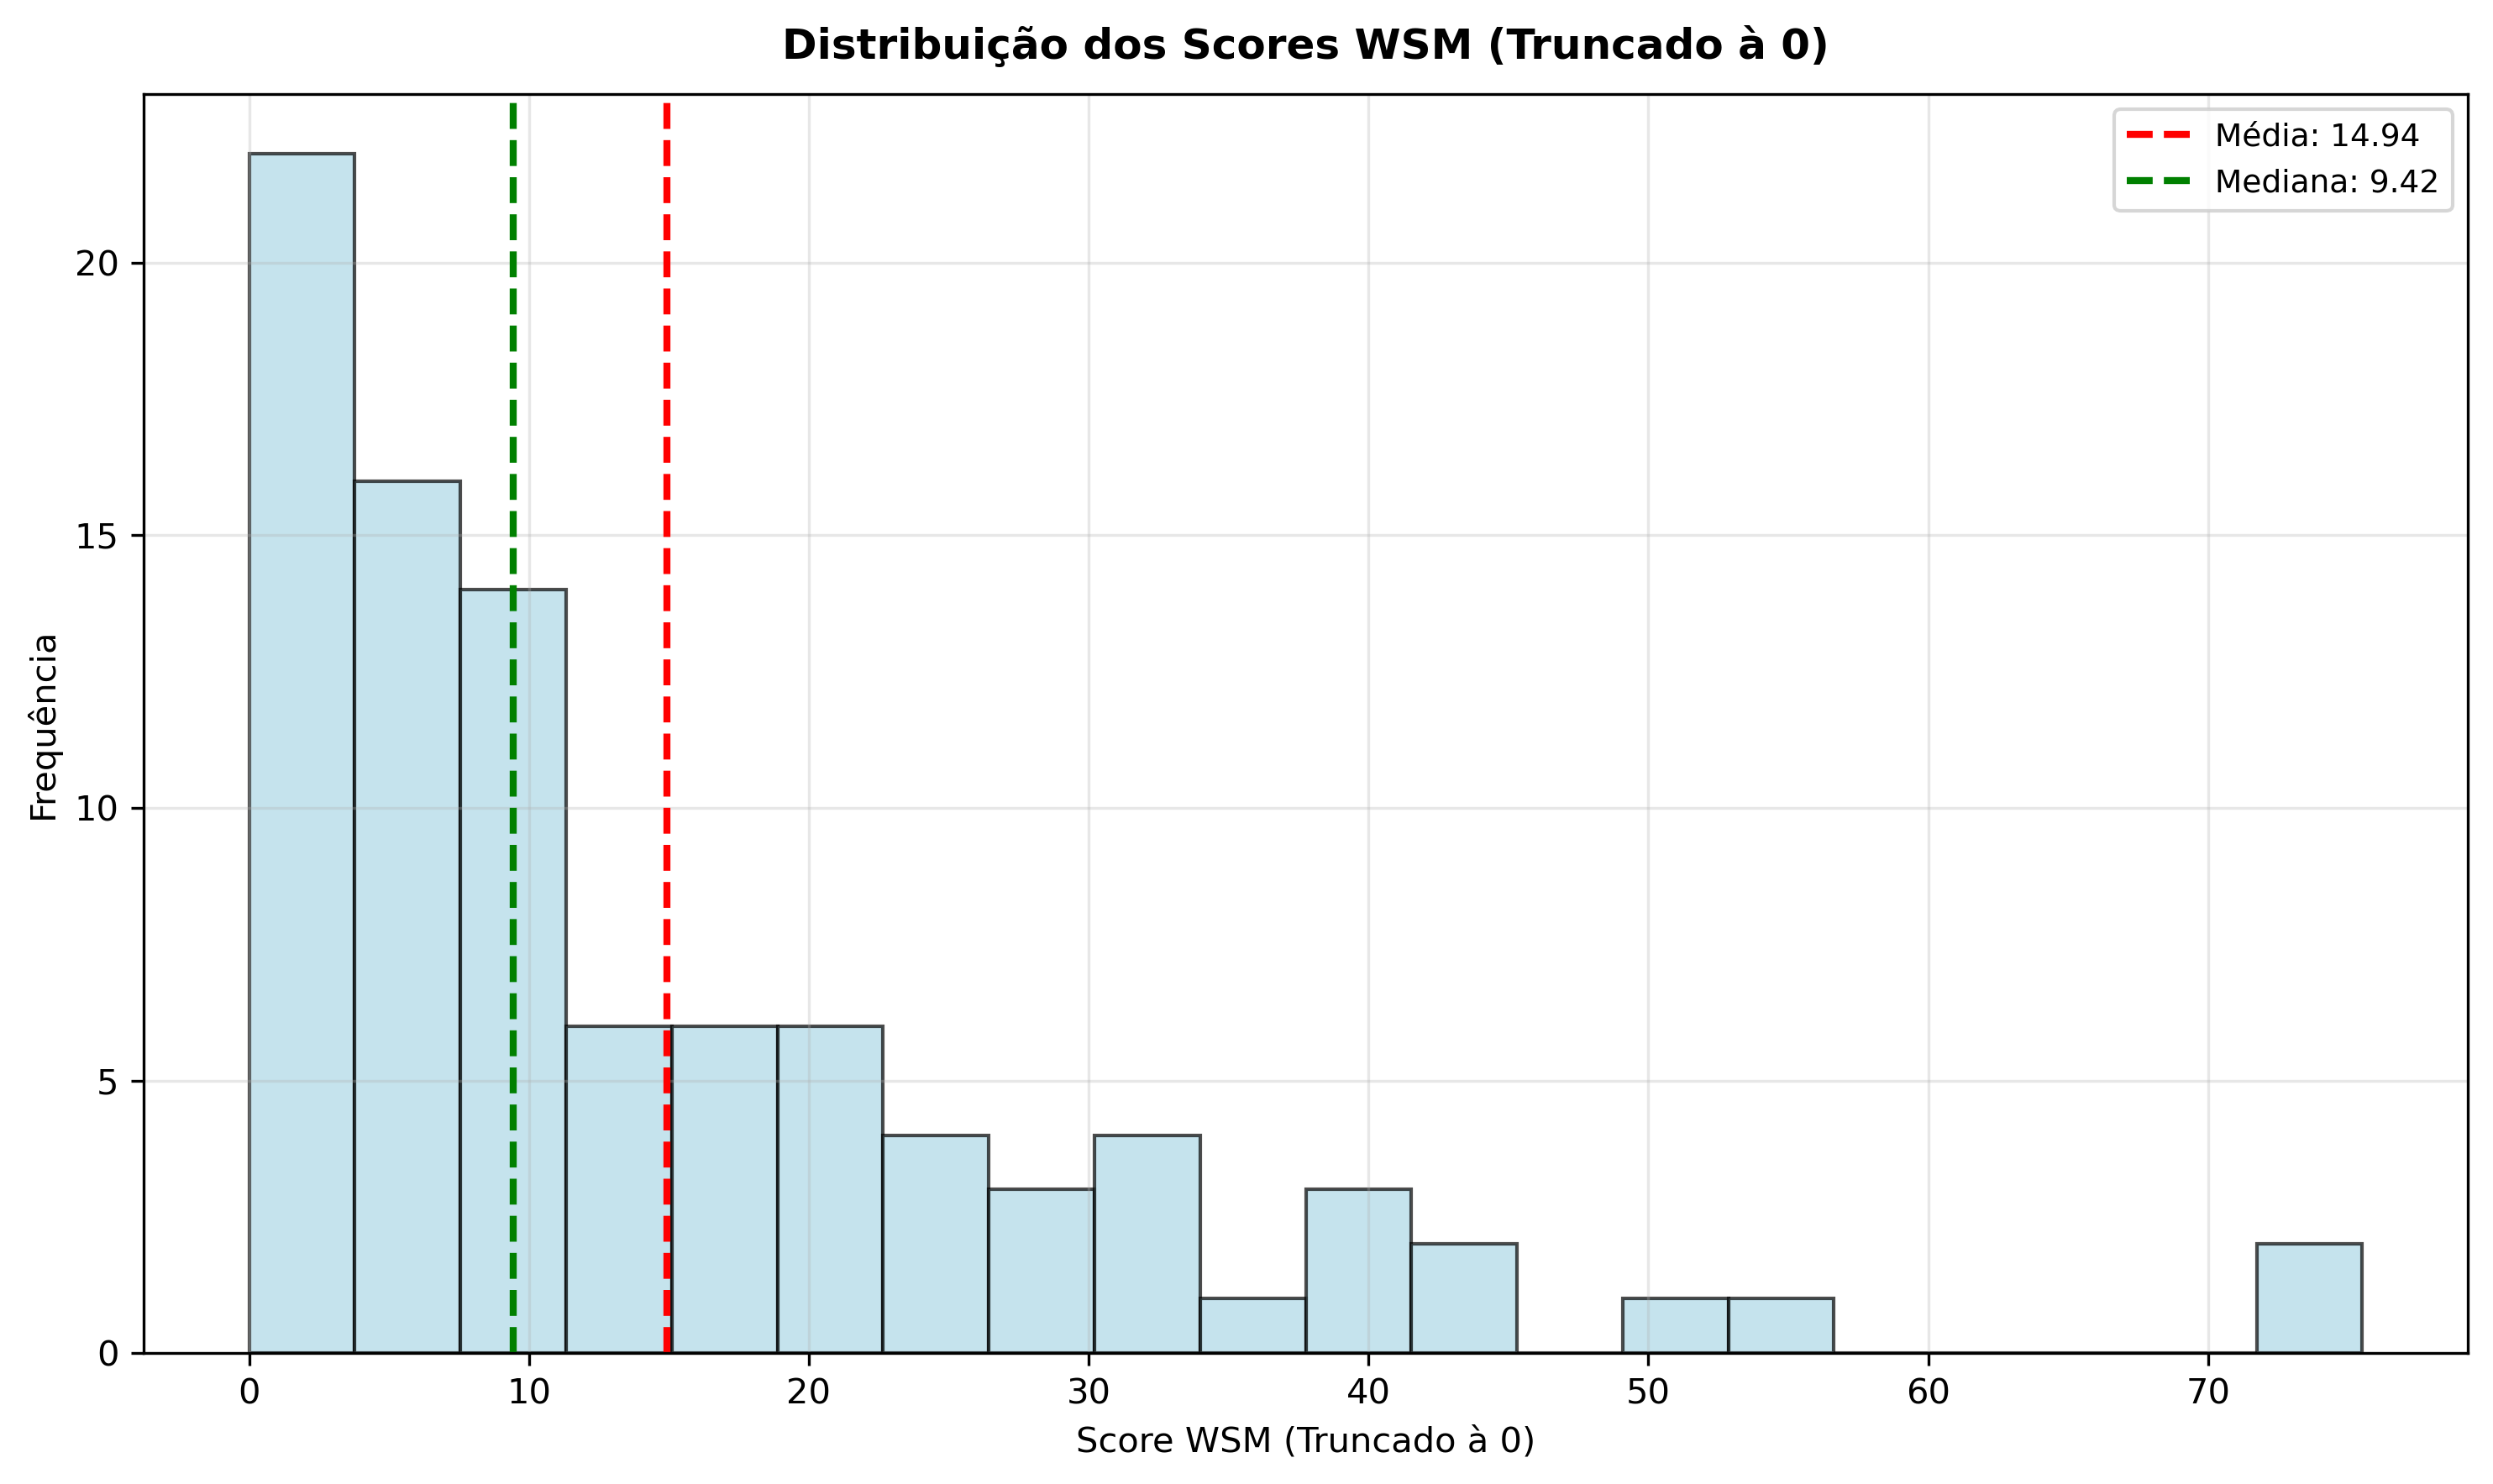 Distribuição dos Scores WSM (Truncado à 0)
Média: 14.94
Mediana: 9.42
Frequência
20
15
10
5
0
0 10 20 30 40 50 60 70
Score WSM (Truncado à 0)